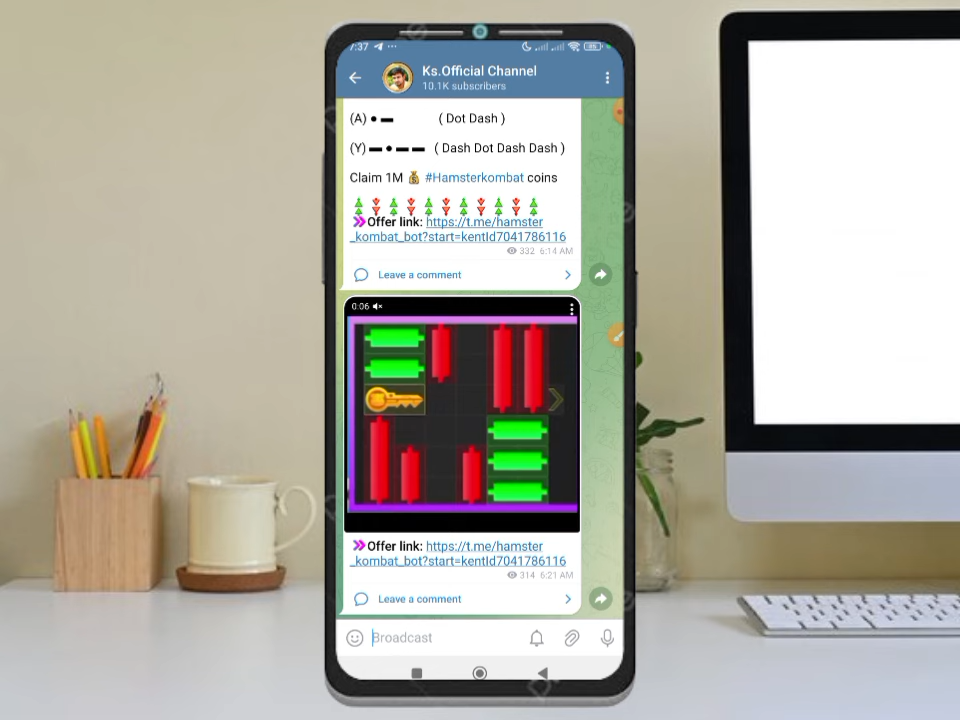 7:37
Ks.Official Channel
10.1K subscribers
(A) ( Dot Dash )
(Y) ( Dash Dot Dash Dash )
Claim 1M 💰 #Hamsterkombat coins
Offer link: https://t.me/hamster
_kombat_bot?start=kentId7041786116
332 6:14 AM
Leave a comment
0:06
Offer link: https://t.me/hamster
_kombat_bot?start=kentId7041786116
314 6:21 AM
Leave a comment
Broadcast